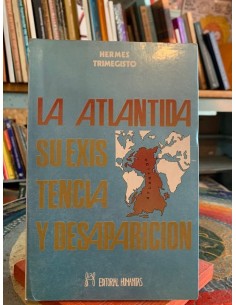 HERMES
TRIMEGISTO
LA ATLANTIDA
SU EXIS
TENCIA
Y DESAPARICION
EDITORIAL HUMANITAS